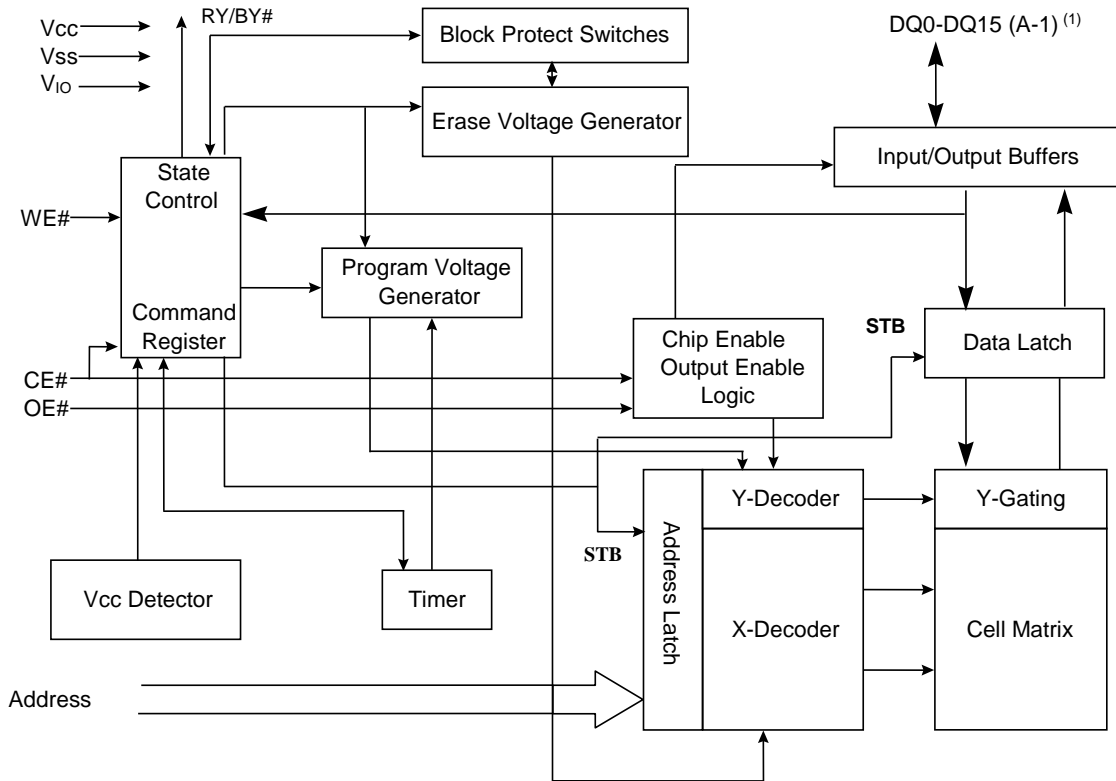 RY/BY#
Vcc
Vss
VIO
Block Protect Switches
DQ0-DQ15 (A-1) (1)
Erase Voltage Generator
Input/Output Buffers
State
Control
WE#
Program Voltage
Generator
Command
Register
STB
Chip Enable
Output Enable
Logic
Data Latch
CE#
OE#
Y-Decoder
Y-Gating
STB
Address Latch
Vcc Detector
Timer
X-Decoder
Cell Matrix
Address